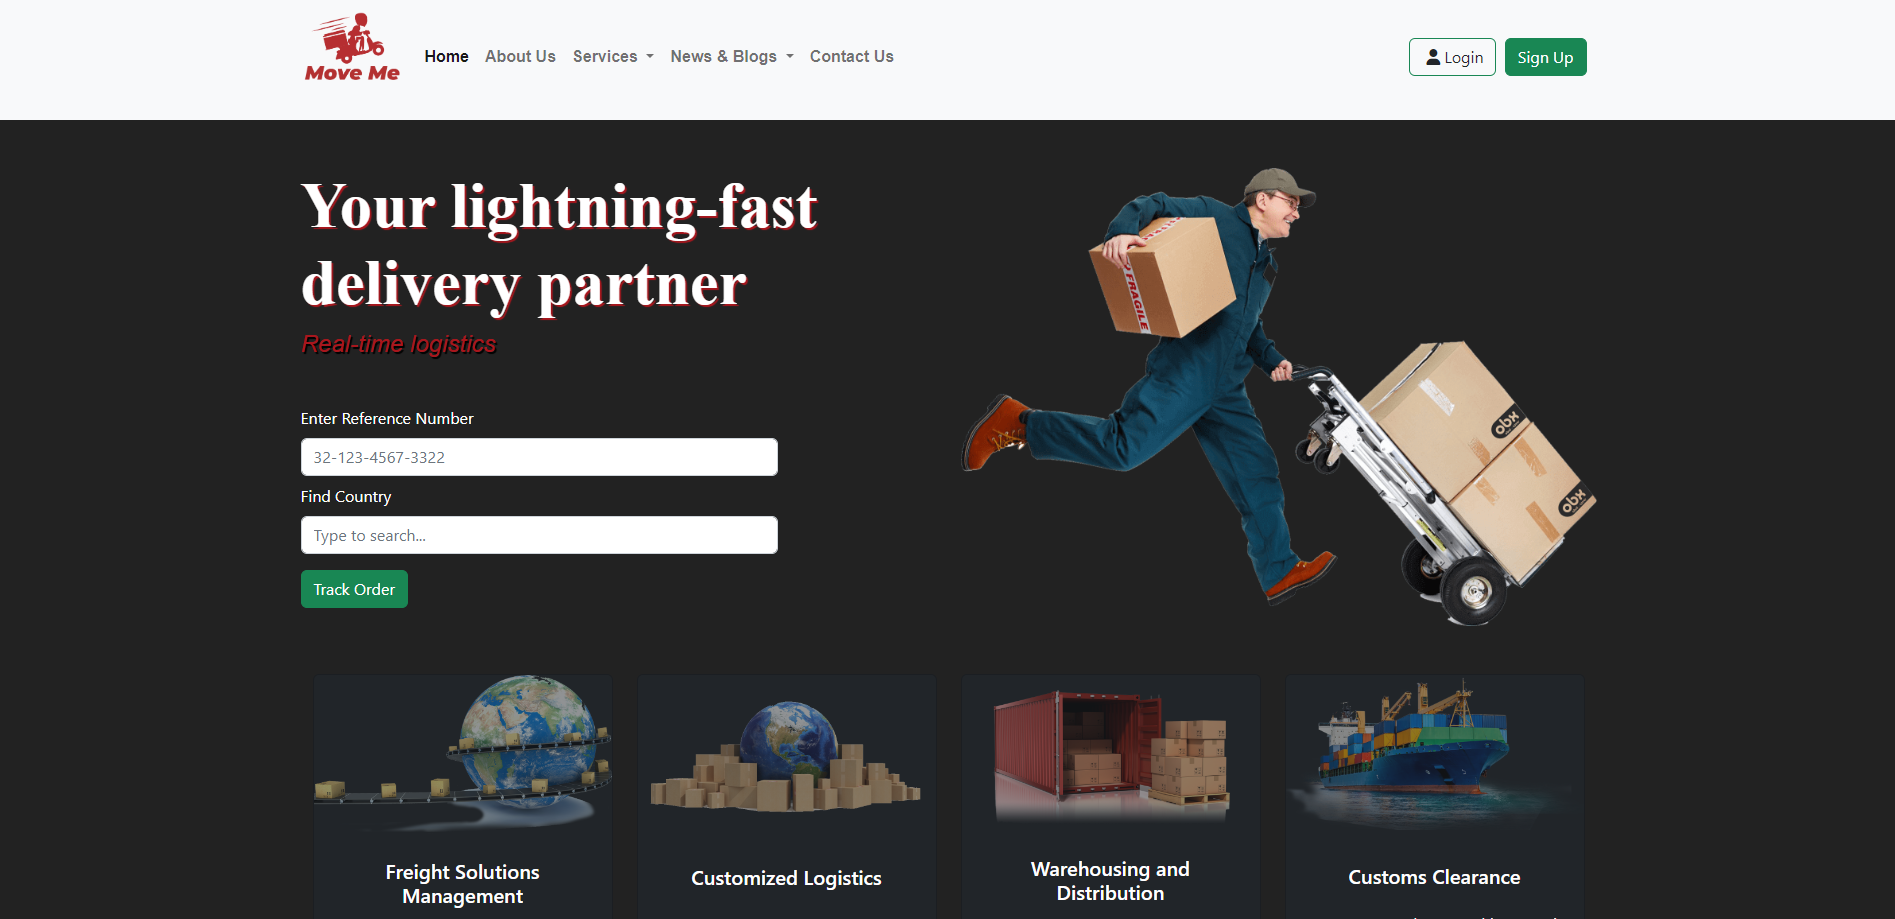 Move Me
Home
About Us
Services
News & Blogs
Contact Us
Login
Sign Up
Your lightning-fast
delivery partner
Real-time logistics
FRAGILE
Enter Reference Number
32-123-4567-3322
Find Country
Type to search...
Track Order
obx
obx
Freight Solutions
Management
Customized Logistics
Warehousing and
Distribution
Customs Clearance